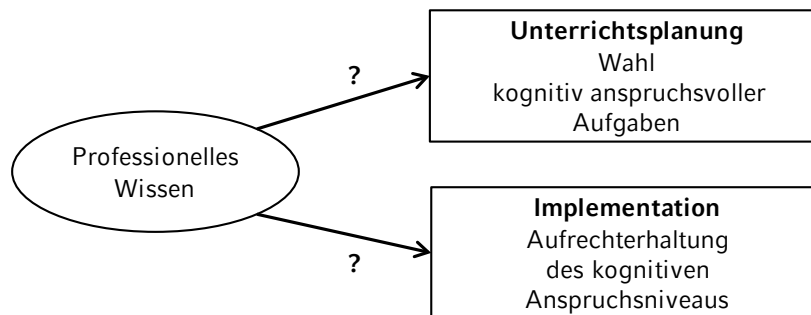 Unterrichtsplanung
Wahl
kognitiv anspruchsvoller
Aufgaben
?
Professionelles
Wissen
?
Implementation
Aufrechterhaltung
des kognitiven
Anspruchsniveaus